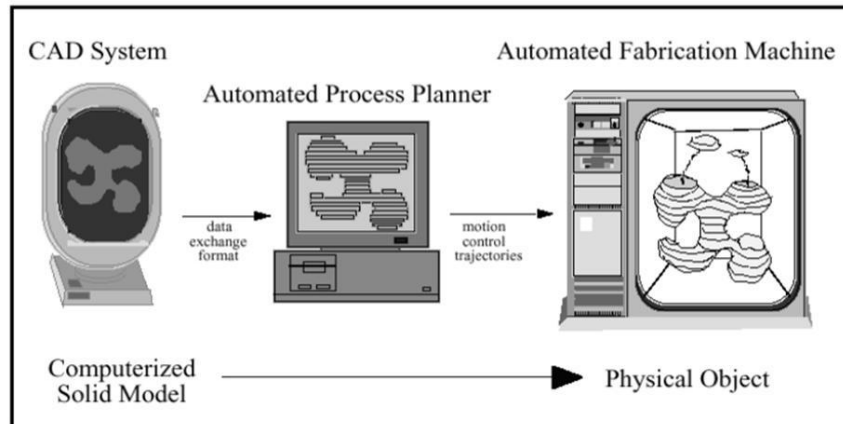 CAD System
Automated Fabrication Machine
Automated Process Planner
data
exchange
format
motion
control
trajectories
Computerized
Solid Model
Physical Object